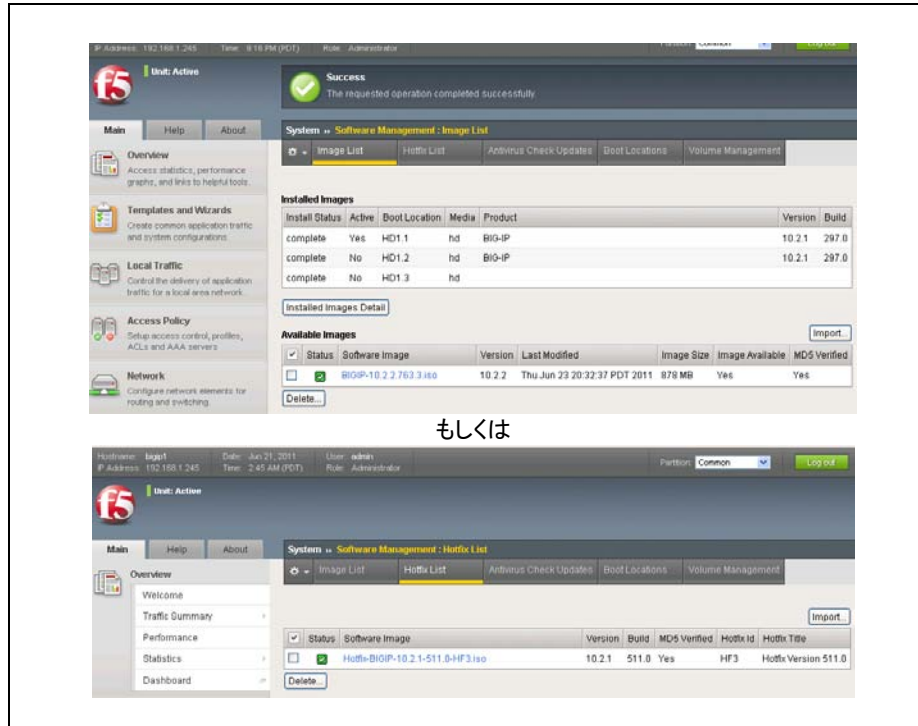 IP Address: 192.168.1.245 Time: 8:16 PM (PDT) Role: Administrator Partition: Common Log out
f5
Unit: Active
Success
The requested operation completed successfully.
Main Help About
System » Software Management : Image List
Image List Hotfix List Antivirus Check Updates Boot Locations Volume Management
Overview
Access statistics, performance graphs, and links to helpful tools.
Templates and Wizards
Create common application traffic and system configurations.
Local Traffic
Control the delivery of application traffic for a local area network.
Access Policy
Setup access control, profiles, ACLs and AAA servers
Network
Configure network elements for routing and switching.
Installed Images
Install Status Active Boot Location Media Product Version Build
complete Yes HD1.1 hd BIG-IP 10.2.1 297.0
complete No HD1.2 hd BIG-IP 10.2.1 297.0
complete No HD1.3 hd
Installed Images Detail
Available Images
Import...
Status Software Image Version Last Modified Image Size Image Available MD5 Verified
BIGIP-10.2.2.763.3.iso 10.2.2 Thu Jun 23 20:32:37 PDT 2011 878 MB Yes Yes
Delete...
もしくは
Hostname: bigip1 Date: Jun 21, 2011 User: admin
IP Address: 192.168.1.245 Time: 2:45 AM (PDT) Role: Administrator
Partition: Common Log out
f5
Unit: Active
Main Help About
System » Software Management : Hotfix List
Image List Hotfix List Antivirus Check Updates Boot Locations Volume Management
Overview
Welcome
Traffic Summary
Performance
Statistics
Dashboard
Import...
Status Software Image Version Build MD5 Verified Hotfix Id Hotfix Title
Hotfix-BIGIP-10.2.1-511.0-HF3.iso 10.2.1 511.0 Yes HF3 Hotfix Version 511.0
Delete...